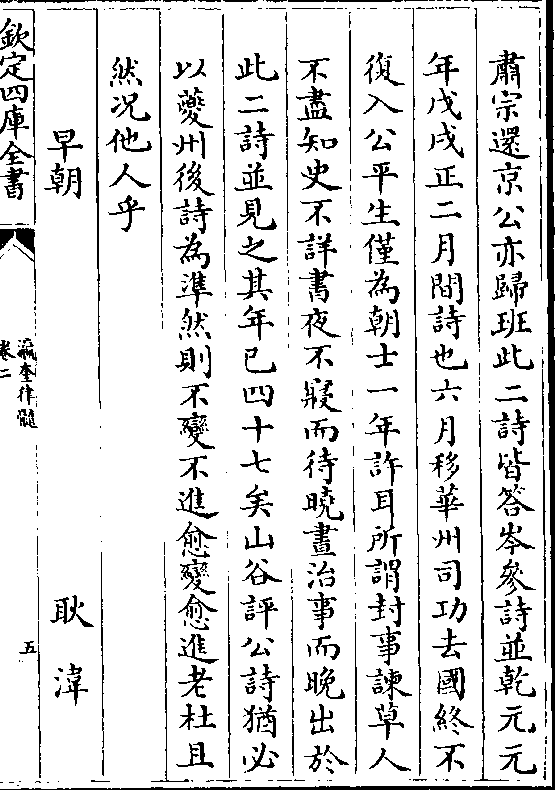 肅宗還京公亦歸班此二詩皆答岑參詩並乾元元
年戊戌正二月間詩也六月移華州司功去國終不
復入公平生僅為朝士一年許耳所謂封事諫草人
不盡知史不詳書夜不寢而待曉晝治事而晚出於
此二詩並見之其年已四十七矣山谷評公詩猶必
以夔州後詩為準然則不變不進愈變愈進老杜且
然况他人乎
早朝 耿湋
欽定四庫全書
瀛奎律髓
卷二
五